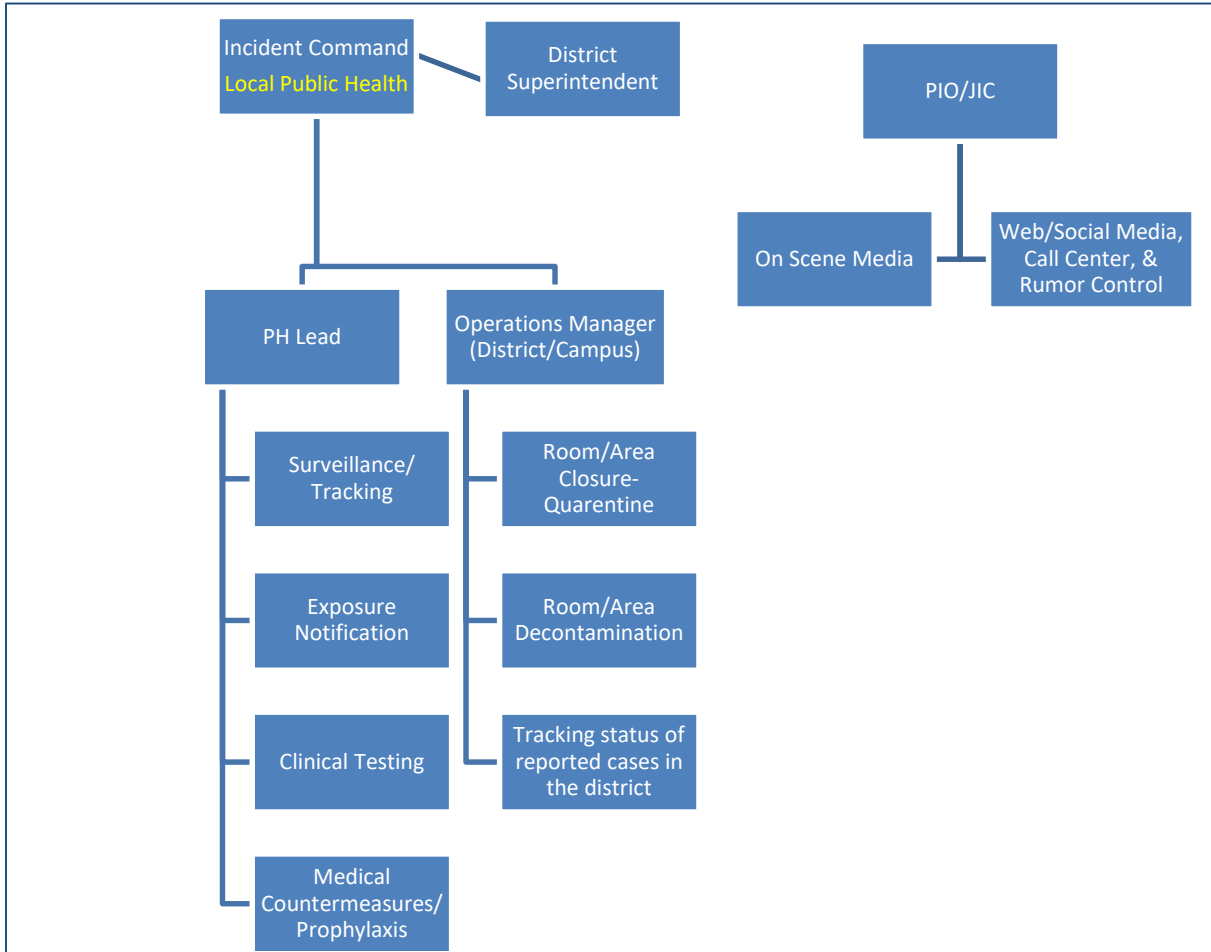 Incident Command
Local Public Health
District
Superintendent
PIO/JIC
On Scene Media
Web/Social Media,
Call Center, &
Rumor Control
PH Lead
Operations Manager
(District/Campus)
Surveillance/
Tracking
Room/Area
Closure-
Quarentine
Exposure
Notification
Room/Area
Decontamination
Clinical Testing
Tracking status of
reported cases in
the district
Medical
Countermeasures/
Prophylaxis